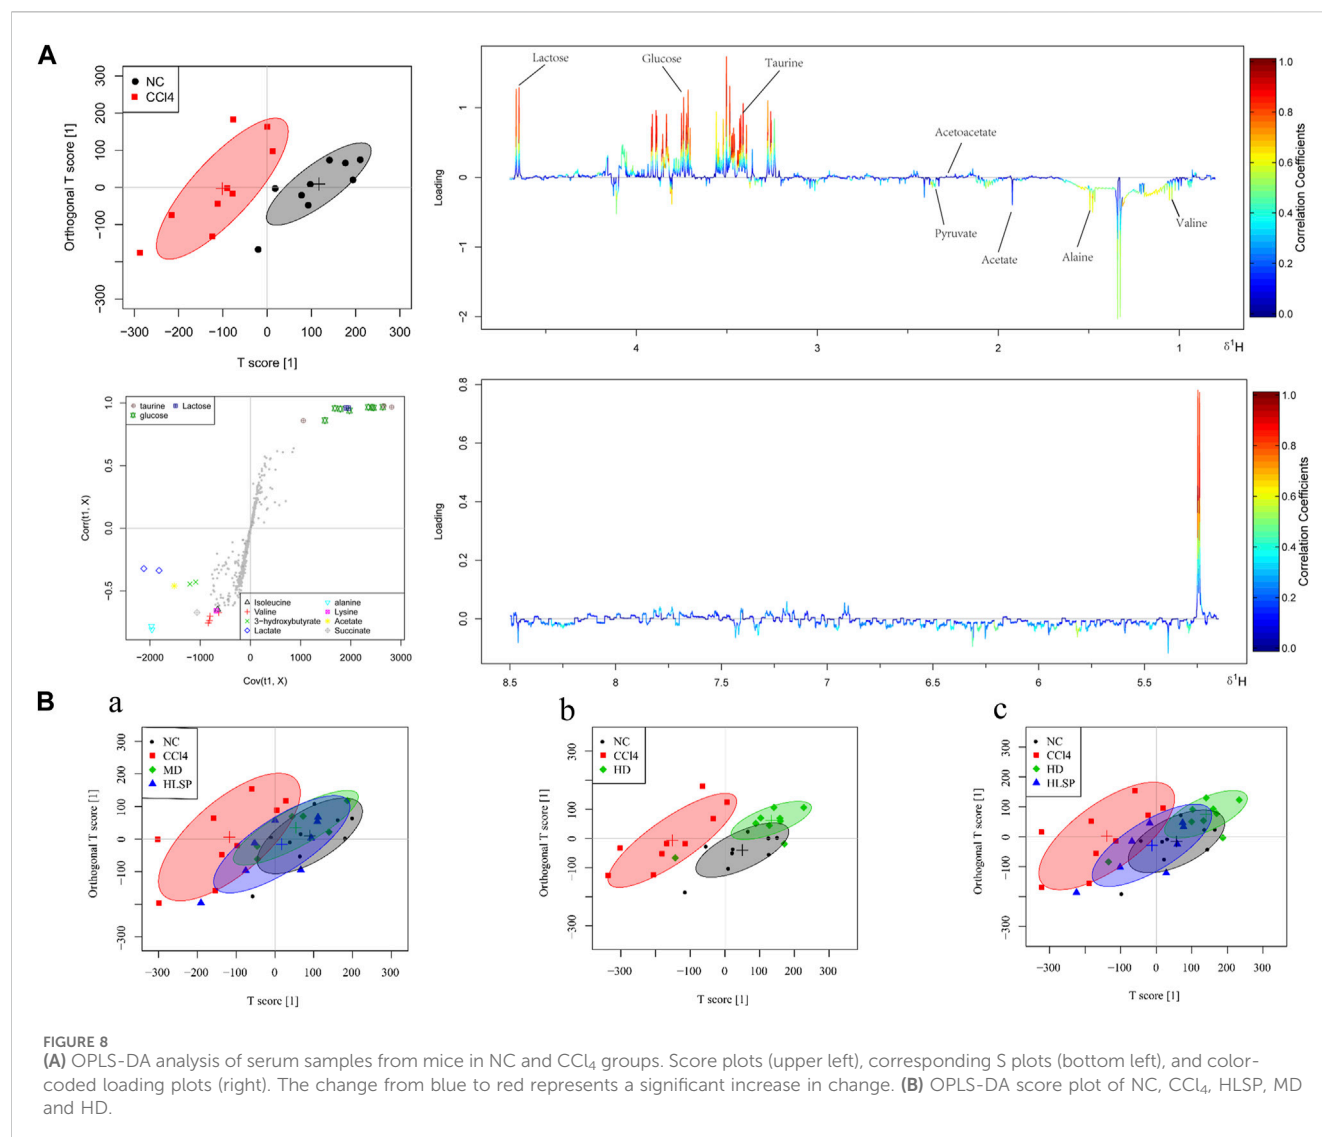 A
NC
CCl4
Orthogonal T score [1]
300
200
100
0
−100
−300
−300
−200
−100
0
100
200
300
T score [1]
Lactose
Glucose
Taurine
Acetoacetate
Pyruvate
Acetate
Alaine
Valine
Loading
1
0
−1
−2
4
3
2
1
δ¹H
1.0
0.8
0.6
0.4
0.2
0.0
Correlation Coefficients
taurine
Lactose
glucose
Corr(t1, X)
1.0
0.5
0.0
−0.5
Isoleucine
alanine
Valine
Lysine
3−hydroxybutyrate
Acetate
Lactate
Succinate
−2000
−1000
0
1000
2000
3000
Cov(t1, X)
Loading
0.8
0.6
0.4
0.2
0.0
8.5
8
7.5
7
6.5
6
5.5
δ¹H
1.0
0.8
0.6
0.4
0.2
0.0
Correlation Coefficients
B
a
NC
CCl4
MD
HLSP
Orthogonal T score [1]
300
200
100
0
−100
−300
−300
−200
−100
0
100
200
300
T score [1]
b
NC
CCl4
HD
Orthogonal T score [1]
300
100
0
−100
−300
−300
−100
0
100
200
300
T score [1]
c
NC
CCl4
HD
HLSP
Orthogonal T score [1]
300
100
0
−100
−300
−300
−200
−100
0
100
200
300
T score [1]
FIGURE 8
(A) OPLS-DA analysis of serum samples from mice in NC and CCl₄ groups. Score plots (upper left), corresponding S plots (bottom left), and color-
coded loading plots (right). The change from blue to red represents a significant increase in change. (B) OPLS-DA score plot of NC, CCl₄, HLSP, MD
and HD.